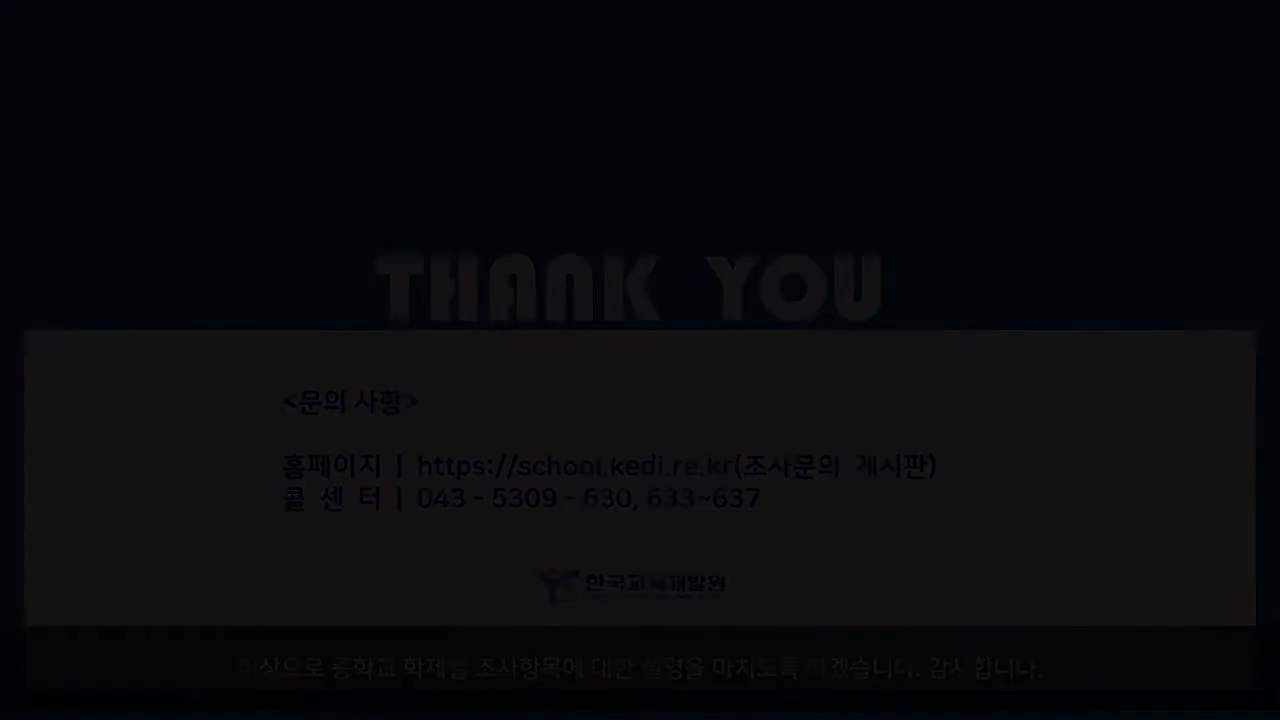 THANK YOU
<문의 사항>
홈페이지 | https://school.kedi.re.kr(조사문의 게시판)
콜 센 터 | 043 - 5309 - 630, 633~637
한국교육개발원
이상으로 중학교 학제별 조사항목에 대한 설명을 마치도록 하겠습니다. 감사합니다.